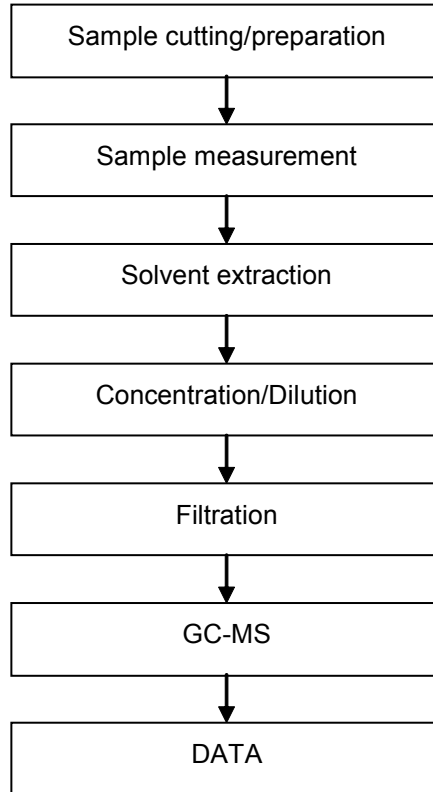 Sample cutting/preparation
Sample measurement
Solvent extraction
Concentration/Dilution
Filtration
GC-MS
DATA